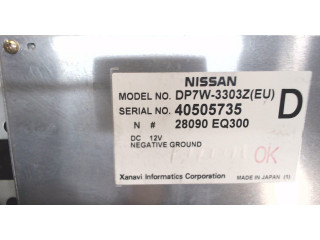 NISSAN
MODEL NO. DP7W-3303Z(EU)
SERIAL NO. 40505735 D
N # 28090 EQ300
DC 12V
NEGATIVE GROUND
OK
Xanavi Informatics Corporation MADE IN JAPAN (1)